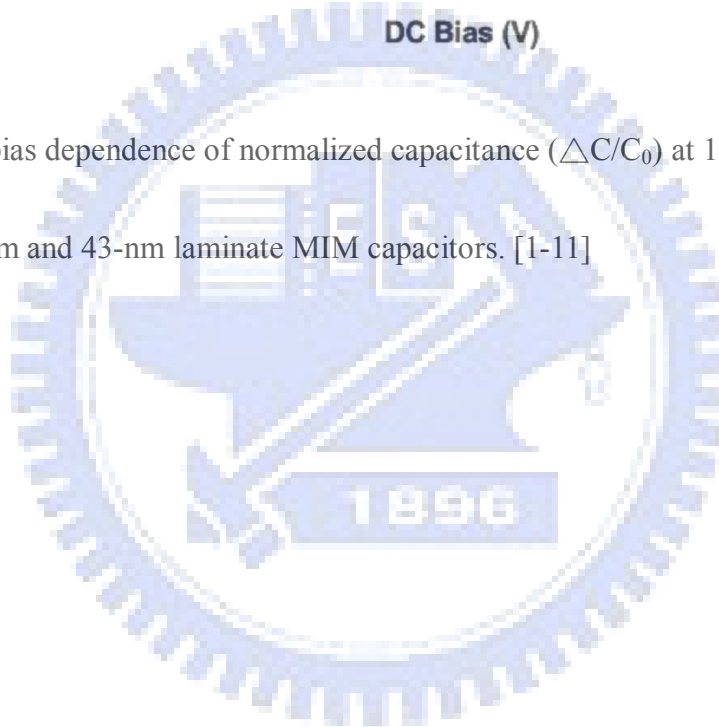 DC Bias (V)
bias dependence of normalized capacitance (△C/C₀) at 1
m and 43-nm laminate MIM capacitors. [1-11]
E S
1896